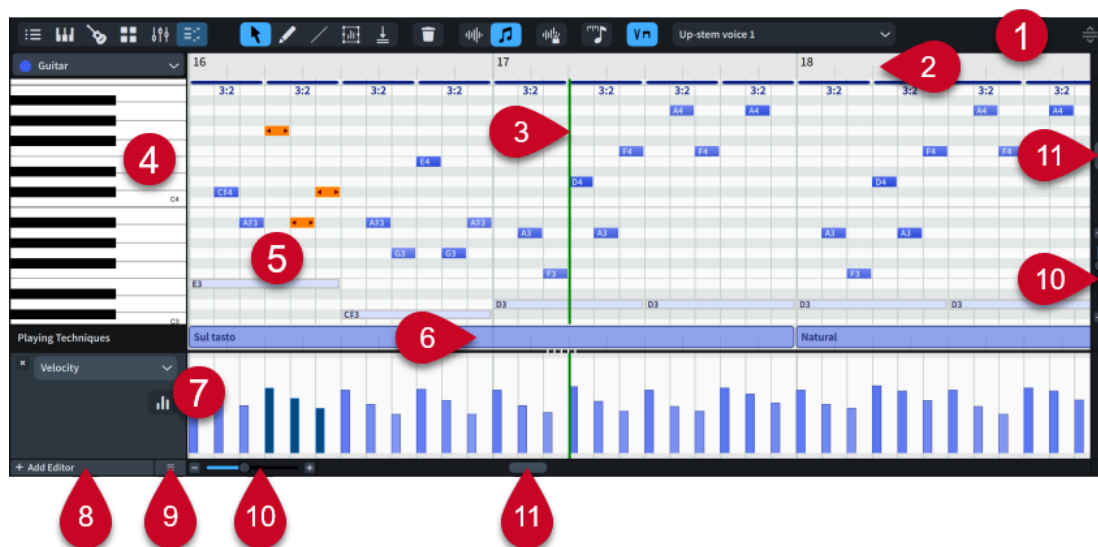 Up-stem voice 1
1
Guitar
16 17 18
2
3:2 3:2 3:2 3:2 3:2 3:2 3:2 3:2 3:2 3:2 3:2 3:2
A4 A4 A4 A4
3
F4 F4 F4 F4
11
4
E4
D4 D4
C♯4
C4
A♯3 A♯3 A♯3
A3 A3 A3 A3
5
G3 G3
F3 F3
10
E3
D3 D3 D3 D3
C♯3
C3
Playing Techniques
Sul tasto
6
Natural
Velocity
7
+ Add Editor
8
9
10
11